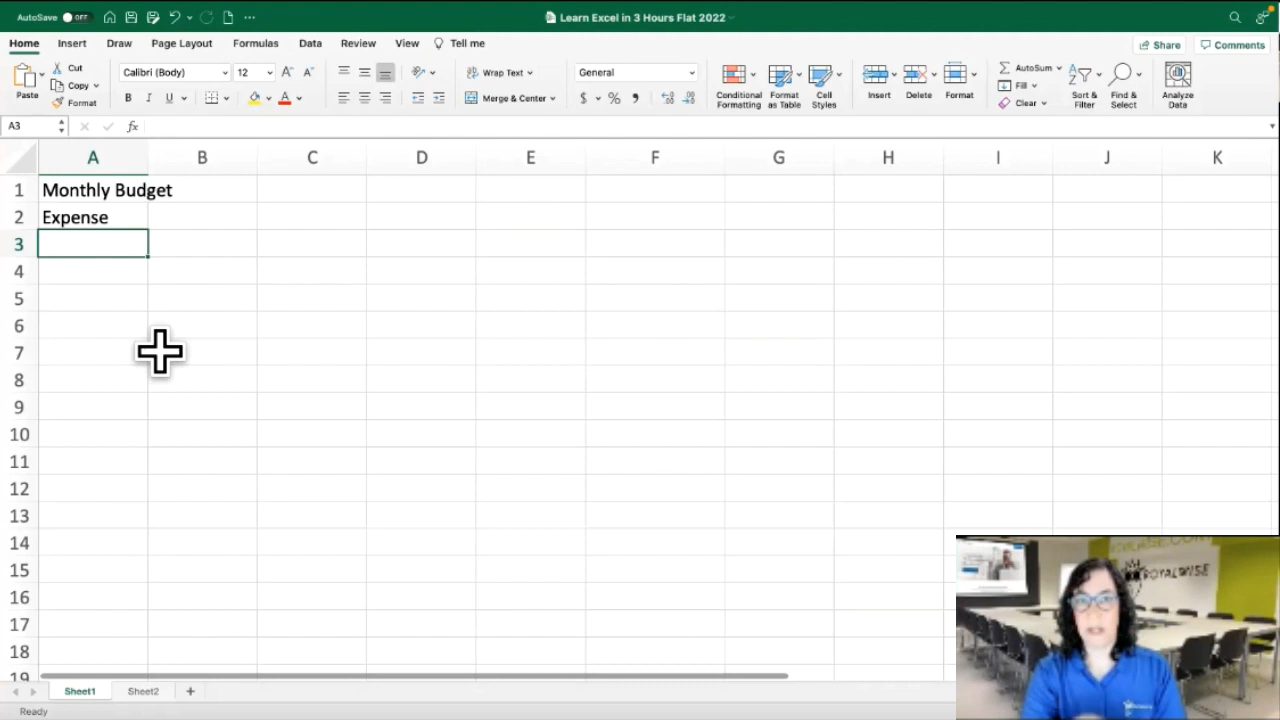 AutoSave OFF
Learn Excel in 3 Hours Flat 2022
Home Insert Draw Page Layout Formulas Data Review View Tell me
Share Comments
Paste
Cut
Copy
Format
Calibri (Body) 12
B I U
Wrap Text
Merge & Center
General
$ % ,
Conditional Formatting
Format as Table
Cell Styles
Insert
Delete
Format
AutoSum
Fill
Clear
Sort & Filter
Find & Select
Analyze Data
A3 fx
A B C D E F G H I J K
1 Monthly Budget
2 Expense
3
4
5
6
7
8
9
10
11
12
13
14
15
16
17
18
19
Sheet1 Sheet2 +
Ready